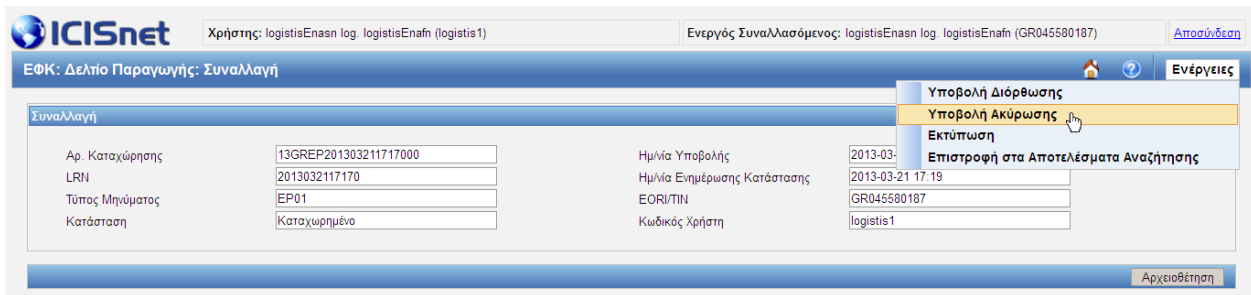 ICISnet Χρήστης: logistisEnasn log. logistisEnafn (logistis1) Ενεργός Συναλλασόμενος: logistisEnasn log. logistisEnafn (GR045580187) Αποσύνδεση
ΕΦΚ: Δελτίο Παραγωγής: Συναλλαγή Ενέργειες
Υποβολή Διόρθωσης
Υποβολή Ακύρωσης
Εκτύπωση
Επιστροφή στα Αποτελέσματα Αναζήτησης
Συναλλαγή
Αρ. Καταχώρησης 13GREP201303211717000 Ημ/νία Υποβολής 2013-03-
LRN 2013032117170 Ημ/νία Ενημέρωσης Κατάστασης 2013-03-21 17:19
Τύπος Μηνύματος EP01 EORI/TIN GR045580187
Κατάσταση Καταχωρημένο Κωδικός Χρήστη logistis1
Αρχειοθέτηση